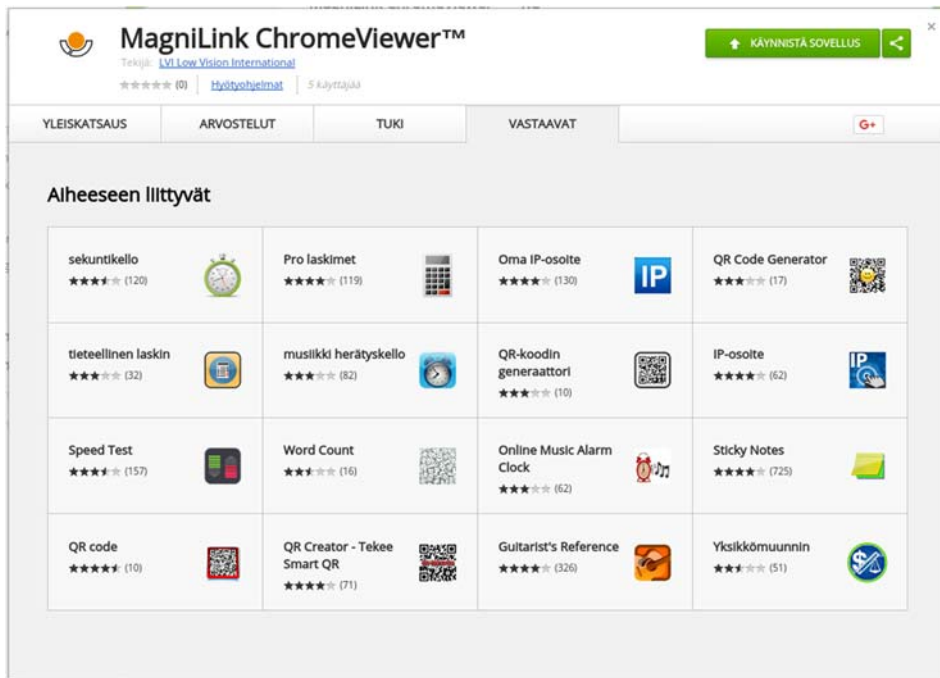 MagniLink ChromeViewer™
KÄYNNISTÄ SOVELLUS
Tekijä: LVI Low Vision International
(0) Hyötyohjelmat 5 käyttäjää
YLEISKATSAUS ARVOSTELUT TUKI VASTAAVAT G+
Aiheeseen liittyvät
sekuntikello
(120)
Pro laskimet
(119)
Oma IP-osoite
(130)
IP
QR Code Generator
(17)
tieteellinen laskin
(32)
musiikki herätyskello
(82)
QR-koodin
generaattori
(10)
IP-osoite
(62)
IP
Speed Test
(157)
Word Count
(16)
Online Music Alarm
Clock
(62)
Sticky Notes
(725)
QR code
(10)
QR Creator - Tekee
Smart QR
(71)
Guitarist's Reference
(326)
Yksikkömuunnin
(51)